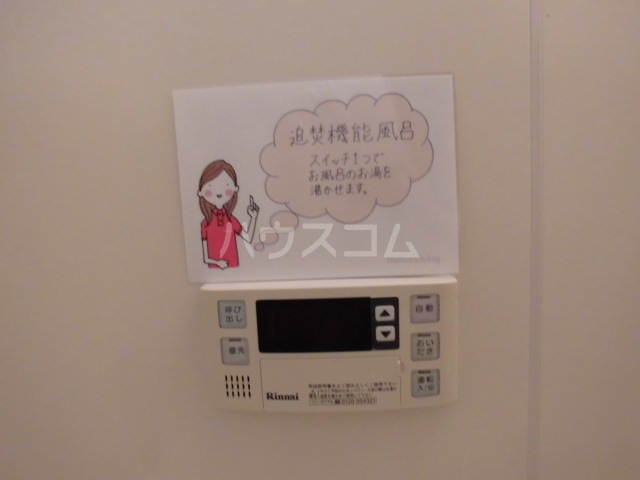 追焚機能風呂
スイッチ1つで
お風呂のお湯を
沸かせます。
ハウスコム
呼び
出し
優先
自動
おい
だき
運転
入/切
Rinnai